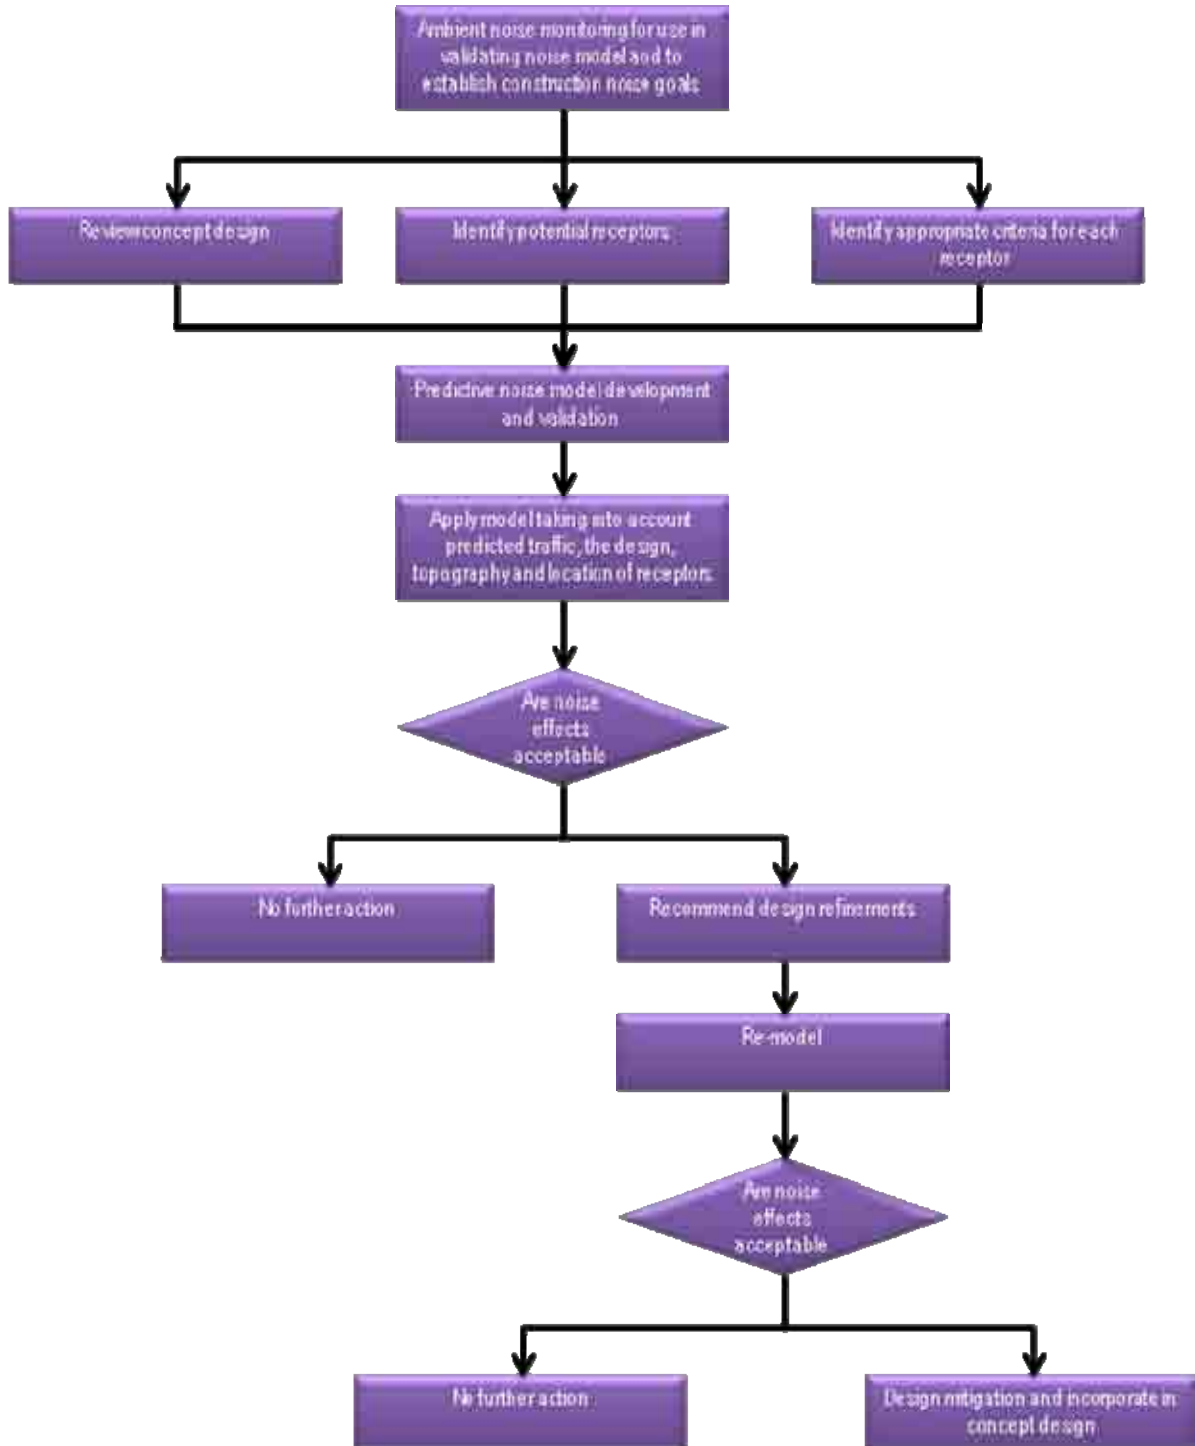 Ambient noise monitoring for use in
validating noise model and to
establish construction noise goals
Review concept design
Identify potential receptors
Identify appropriate criteria for each
receptor
Predictive noise model development
and validation
Apply model taking into account
predicted traffic, the design,
topography and location of receptors
Are noise
effects
acceptable
No further action
Recommend design refinements
Re-model
Are noise
effects
acceptable
No further action
Design mitigation and incorporate in
concept design